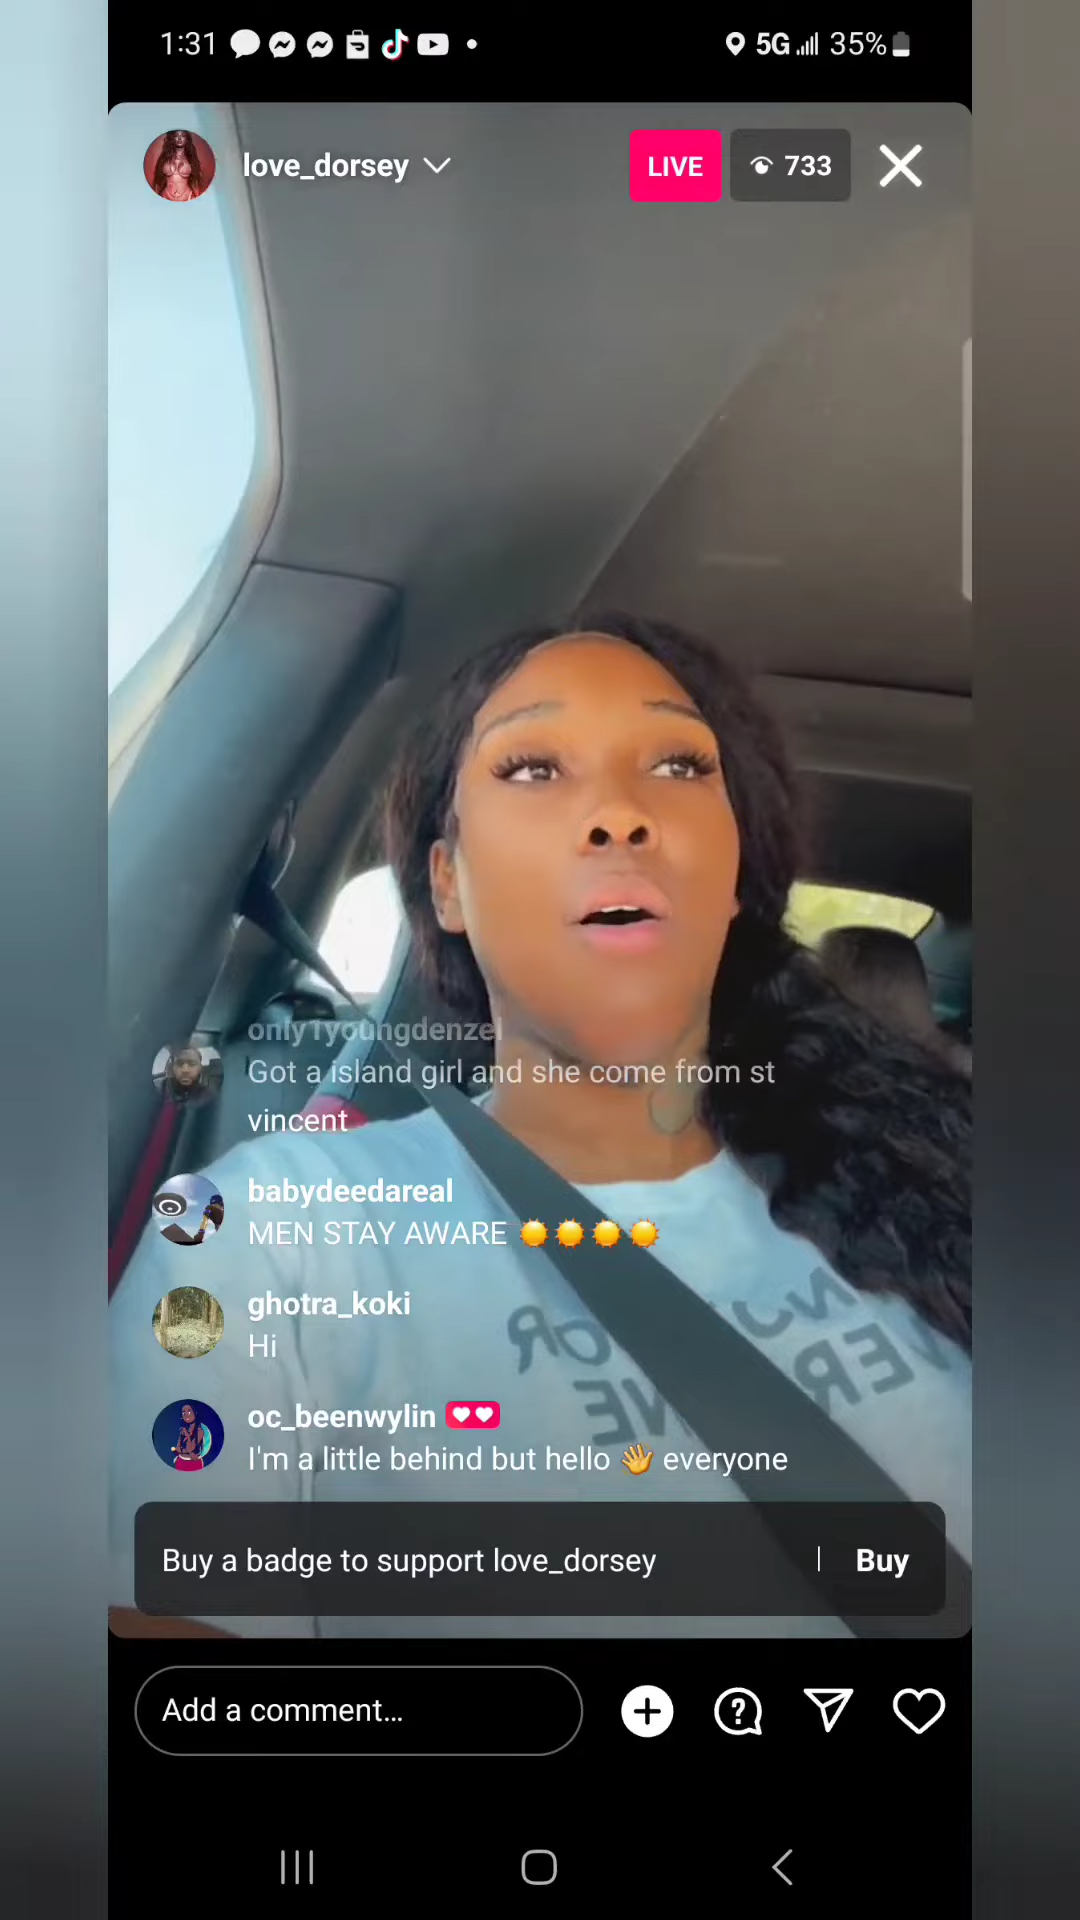 1:31
5G
35%
love_dorsey
LIVE
733
only1youngdenzel
Got a island girl and she come from st
vincent
babydeedareal
MEN STAY AWARE ☀️☀️☀️☀️
ghotra_koki
Hi
oc_beenwylin
I'm a little behind but hello 👋 everyone
Buy a badge to support love_dorsey
Buy
Add a comment...